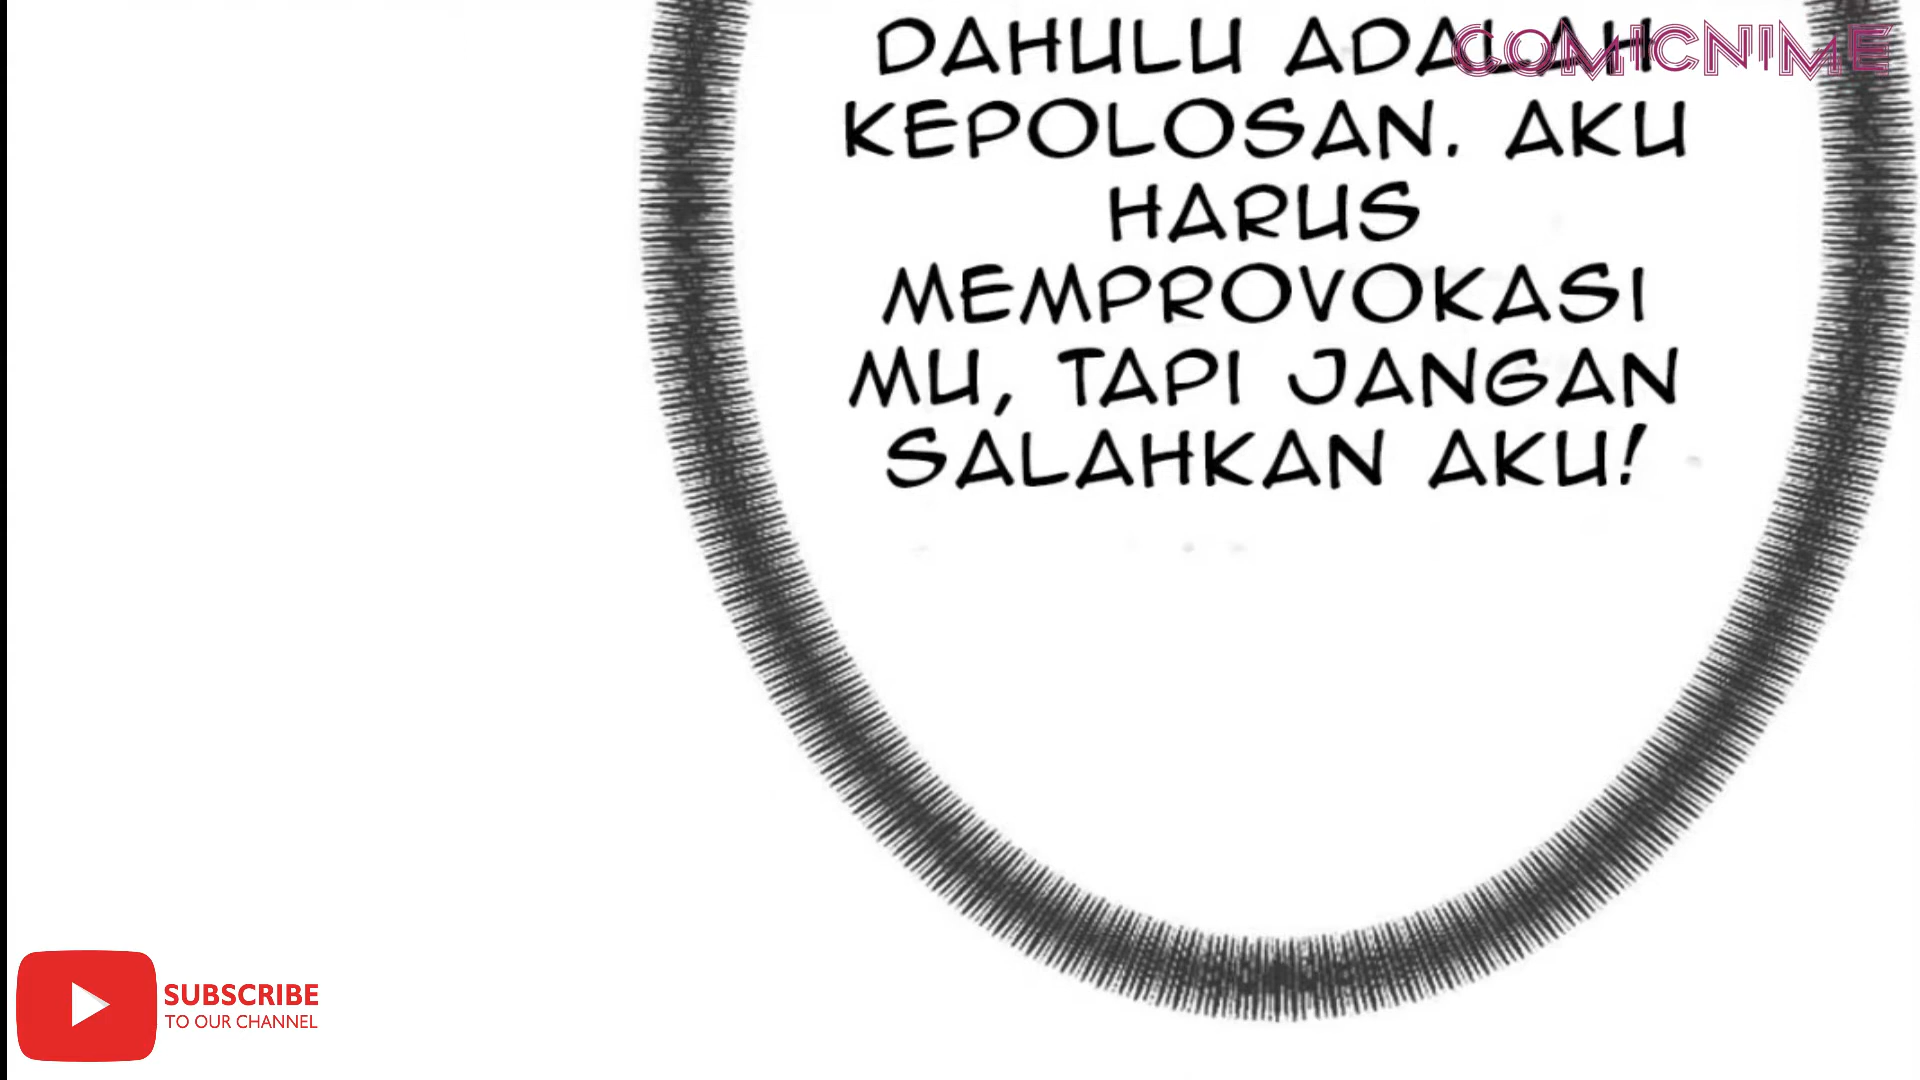 DAHULU ADALAH
KEPOLOSAN. AKU
HARUS
MEMPROVOKASI
MU, TAPI JANGAN
SALAHKAN AKU!
COMICNIME
SUBSCRIBE
TO OUR CHANNEL